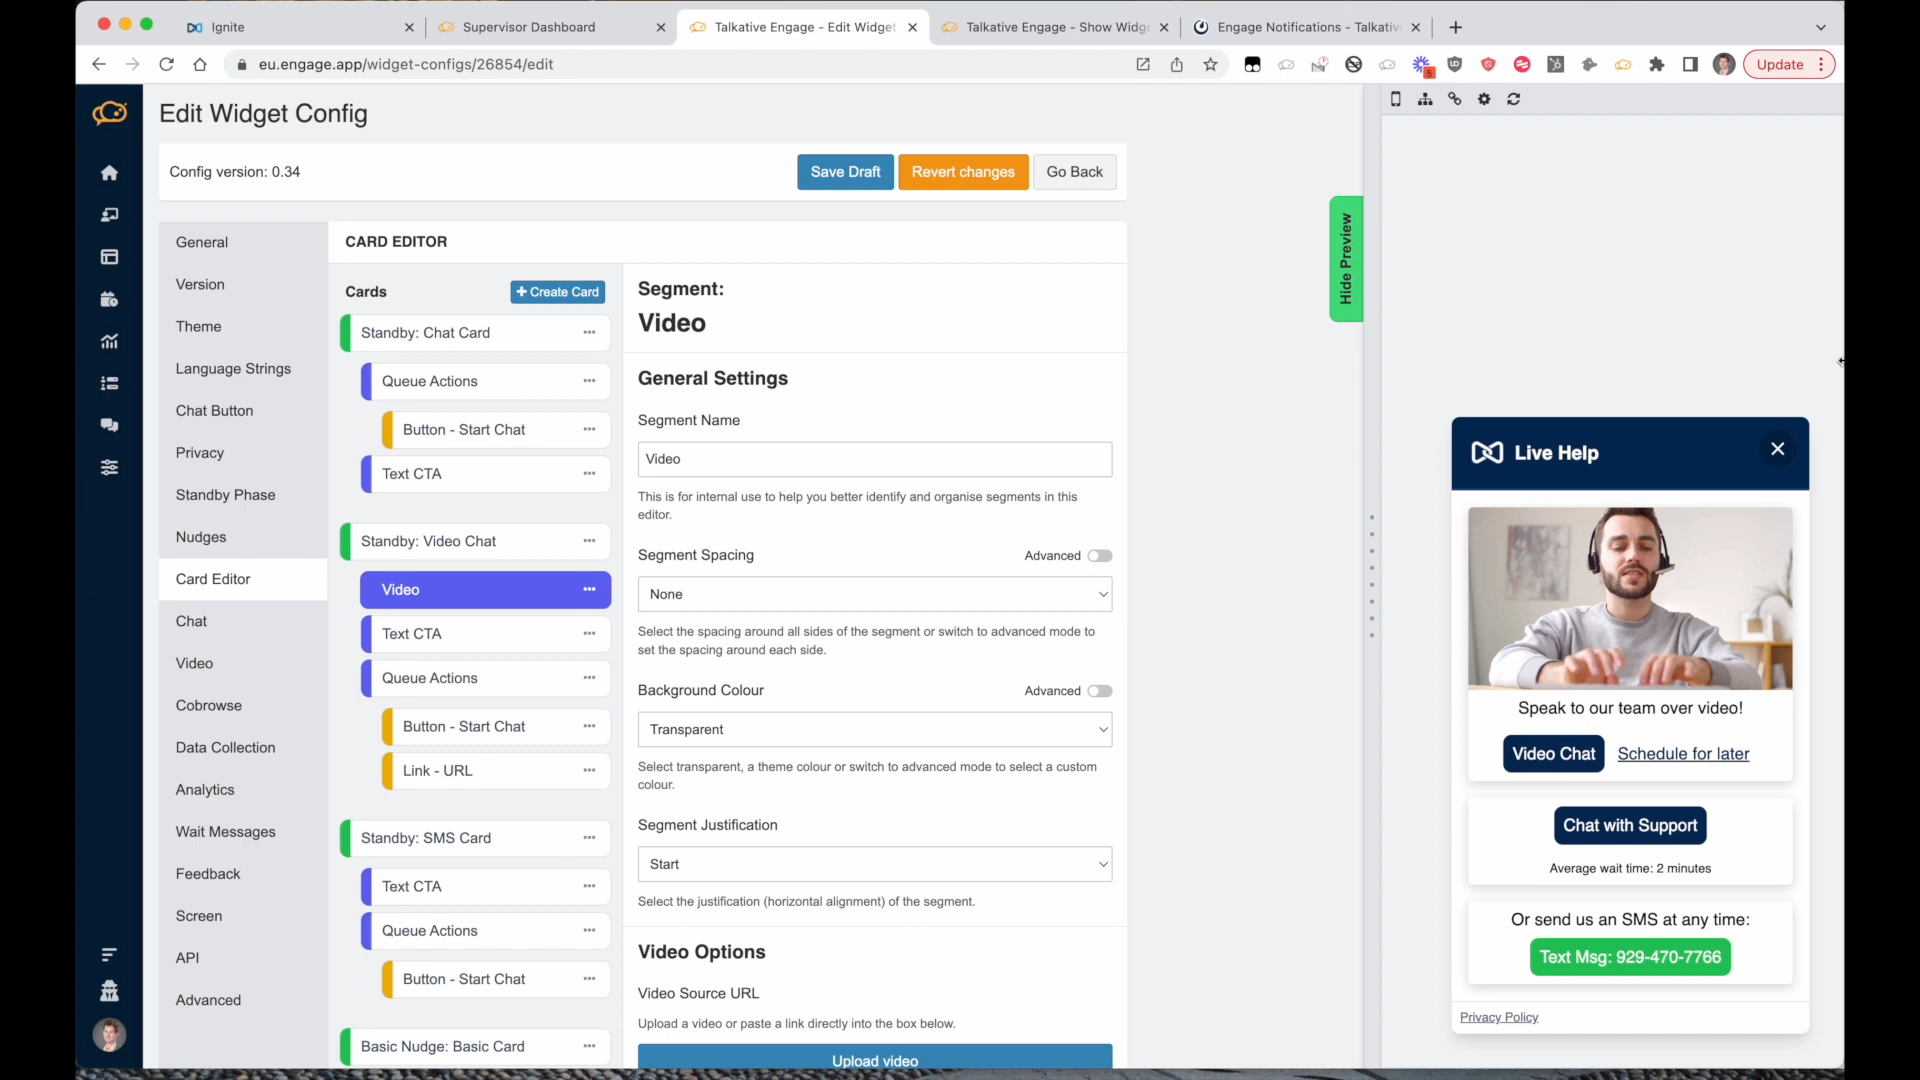 Ignite
Supervisor Dashboard
Talkative Engage - Edit Widget
Talkative Engage - Show Widg
Engage Notifications - Talkativ
eu.engage.app/widget-configs/26854/edit
5
Update
Edit Widget Config
Config version: 0.34
Save Draft
Revert changes
Go Back
General
Version
Theme
Language Strings
Chat Button
Privacy
Standby Phase
Nudges
Card Editor
Chat
Video
Cobrowse
Data Collection
Analytics
Wait Messages
Feedback
Screen
API
Advanced
CARD EDITOR
Cards
+ Create Card
Standby: Chat Card
Queue Actions
Button - Start Chat
Text CTA
Standby: Video Chat
Video
Text CTA
Queue Actions
Button - Start Chat
Link - URL
Standby: SMS Card
Text CTA
Queue Actions
Button - Start Chat
Basic Nudge: Basic Card
Segment:
Video
General Settings
Segment Name
Video
This is for internal use to help you better identify and organise segments in this
editor.
Segment Spacing
Advanced
None
Select the spacing around all sides of the segment or switch to advanced mode to
set the spacing around each side.
Background Colour
Advanced
Transparent
Select transparent, a theme colour or switch to advanced mode to select a custom
colour.
Segment Justification
Start
Select the justification (horizontal alignment) of the segment.
Video Options
Video Source URL
Upload a video or paste a link directly into the box below.
Upload video
Hide Preview
Live Help
Speak to our team over video!
Video Chat
Schedule for later
Chat with Support
Average wait time: 2 minutes
Or send us an SMS at any time:
Text Msg: 929-470-7766
Privacy Policy